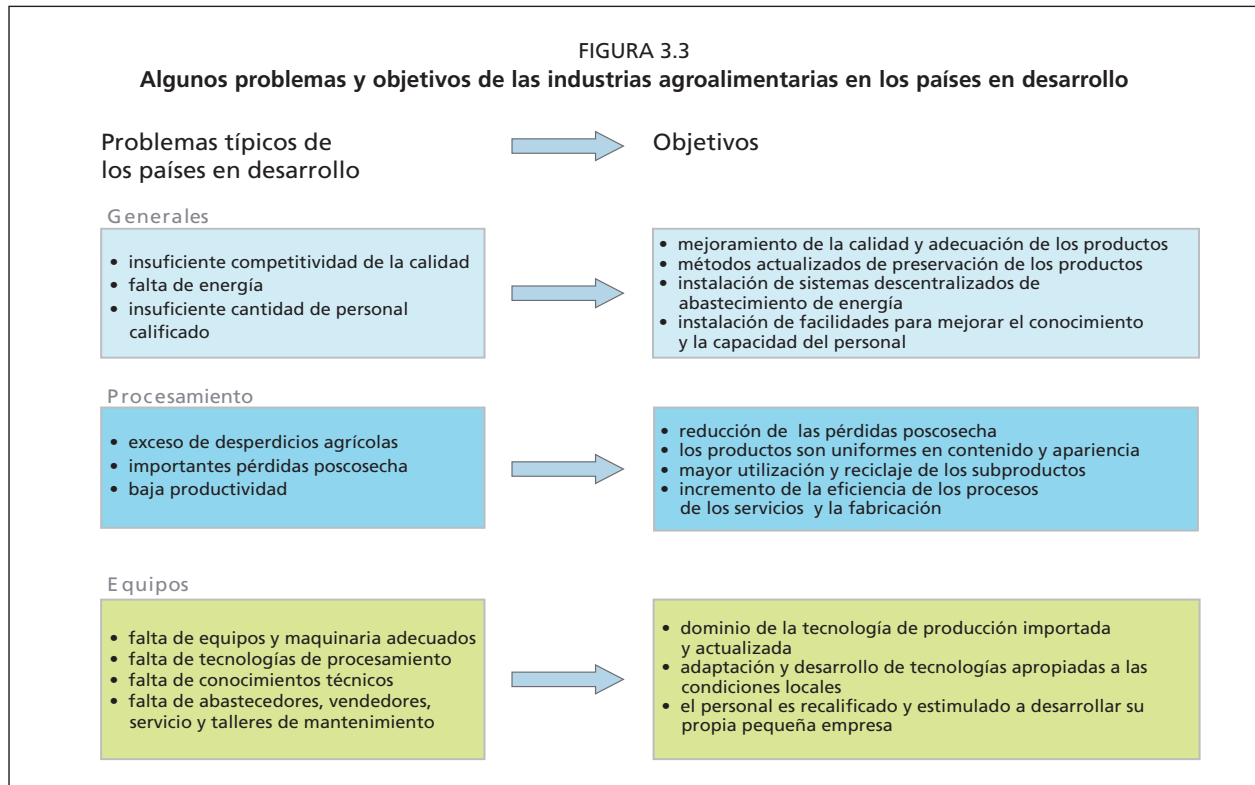 FIGURA 3.3
Algunos problemas y objetivos de las industrias agroalimentarias en los países en desarrollo
Problemas típicos de
los países en desarrollo
Objetivos
Generales
• insuficiente competitividad de la calidad
• falta de energía
• insuficiente cantidad de personal
calificado
• mejoramiento de la calidad y adecuación de los productos
• métodos actualizados de preservación de los productos
• instalación de sistemas descentralizados de
abastecimiento de energía
• instalación de facilidades para mejorar el conocimiento
y la capacidad del personal
Procesamiento
• exceso de desperdicios agrícolas
• importantes pérdidas poscosecha
• baja productividad
• reducción de las pérdidas poscosecha
• los productos son uniformes en contenido y apariencia
• mayor utilización y reciclaje de los subproductos
• incremento de la eficiencia de los procesos
de los servicios y la fabricación
Equipos
• falta de equipos y maquinaria adecuados
• falta de tecnologías de procesamiento
• falta de conocimientos técnicos
• falta de abastecedores, vendedores,
servicio y talleres de mantenimiento
• dominio de la tecnología de producción importada
y actualizada
• adaptación y desarrollo de tecnologías apropiadas a las
condiciones locales
• el personal es recalificado y estimulado a desarrollar su
propia pequeña empresa